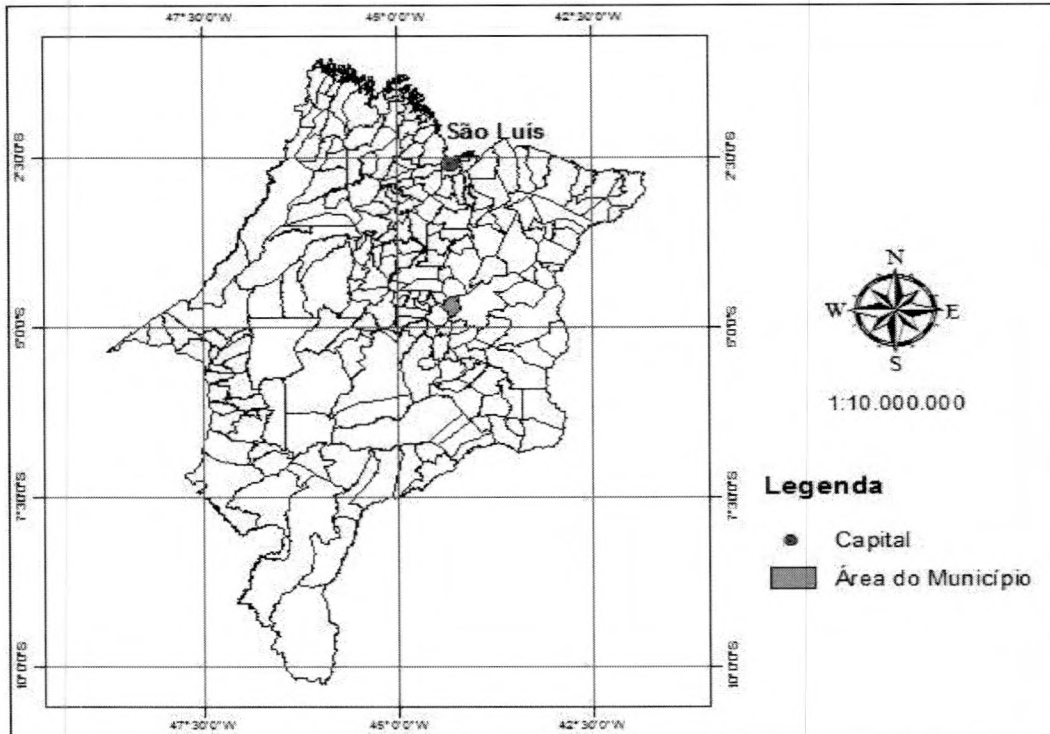 47°30'0"W 45°0'0"W 42°30'0"W
São Luís
2°30'0"S 2°30'0"S
N
W E
S
5°0'0"S 5°0'0"S
1:10.000.000
Legenda
7°30'0"S 7°30'0"S
Capital
Área do Município
10°0'0"S 10°0'0"S
47°30'0"W 45°0'0"W 42°30'0"W